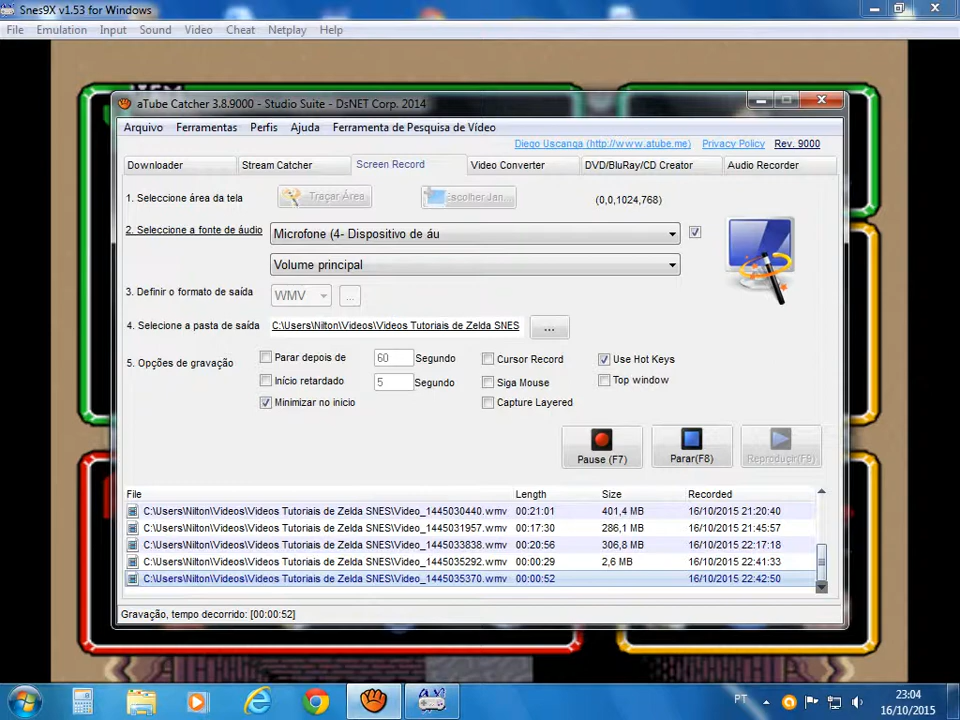 Snes9X v1.53 for Windows
File Emulation Input Sound Video Cheat Netplay Help
aTube Catcher 3.8.9000 - Studio Suite - DsNET Corp. 2014
Arquivo Ferramentas Perfis Ajuda Ferramenta de Pesquisa de Vídeo
Diego Uscanga (http://www.atube.me) Privacy Policy Rev. 9000
Downloader Stream Catcher Screen Record Video Converter DVD/BluRay/CD Creator Audio Recorder
1. Seleccione área da tela Traçar Área Escolher Jan... (0,0,1024,768)
2. Seleccione a fonte de áudio Microfone (4- Dispositivo de áu
Volume principal
3. Definir o formato de saída WMV ...
4. Selecione a pasta de saída C:\Users\Nilton\Videos\Videos Tutoriais de Zelda SNES ...
5. Opções de gravação Parar depois de 60 Segundo Cursor Record Use Hot Keys
Início retardado 5 Segundo Siga Mouse Top window
Minimizar no inicio Capture Layered
Pause (F7) Parar(F8) Reproducir(F9)
File Length Size Recorded
C:\Users\Nilton\Videos\Videos Tutoriais de Zelda SNES\Video_1445030440.wmv 00:21:01 401,4 MB 16/10/2015 21:20:40
C:\Users\Nilton\Videos\Videos Tutoriais de Zelda SNES\Video_1445031957.wmv 00:17:30 286,1 MB 16/10/2015 21:45:57
C:\Users\Nilton\Videos\Videos Tutoriais de Zelda SNES\Video_1445033838.wmv 00:20:56 306,8 MB 16/10/2015 22:17:18
C:\Users\Nilton\Videos\Videos Tutoriais de Zelda SNES\Video_1445035292.wmv 00:00:29 2,6 MB 16/10/2015 22:41:33
C:\Users\Nilton\Videos\Videos Tutoriais de Zelda SNES\Video_1445035370.wmv 00:00:52 16/10/2015 22:42:50
Gravação, tempo decorrido: [00:00:52]
PT 23:04
16/10/2015